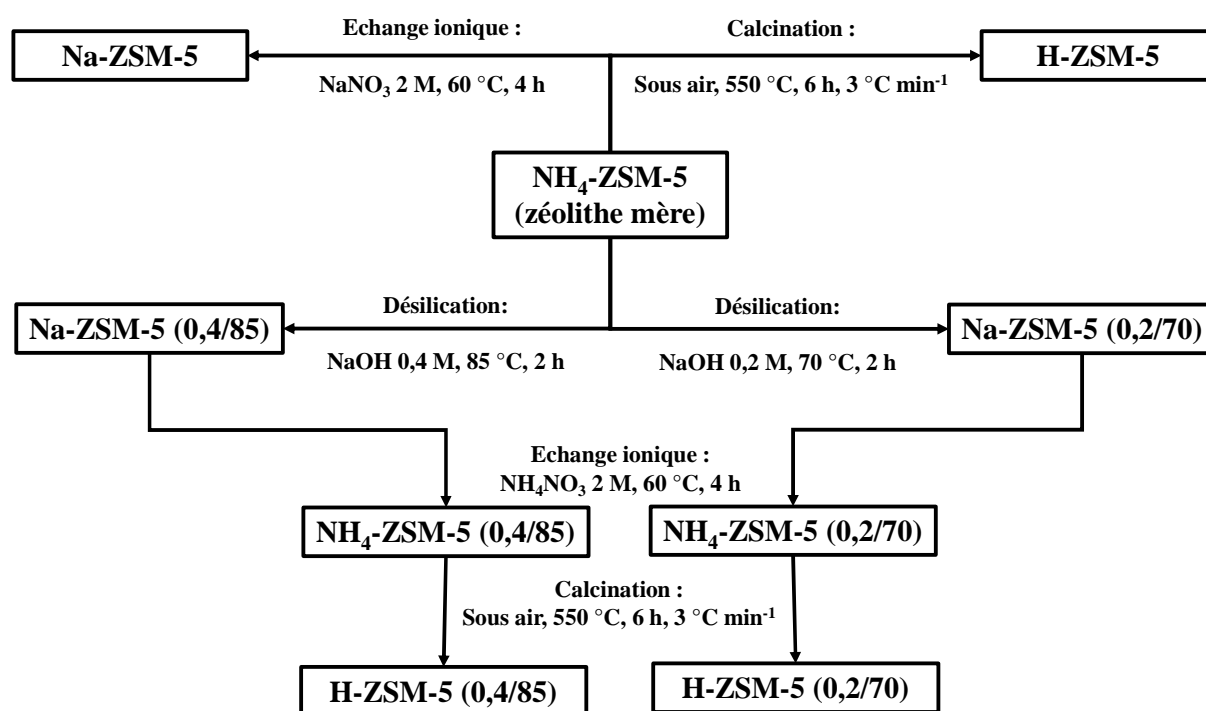 Echange ionique :
Calcination :
Na-ZSM-5
H-ZSM-5
NaNO₃ 2 M, 60 °C, 4 h
Sous air, 550 °C, 6 h, 3 °C min⁻¹
NH₄-ZSM-5
(zéolithe mère)
Désilication:
Désilication:
Na-ZSM-5 (0,4/85)
Na-ZSM-5 (0,2/70)
NaOH 0,4 M, 85 °C, 2 h
NaOH 0,2 M, 70 °C, 2 h
Echange ionique :
NH₄NO₃ 2 M, 60 °C, 4 h
NH₄-ZSM-5 (0,4/85)
NH₄-ZSM-5 (0,2/70)
Calcination :
Sous air, 550 °C, 6 h, 3 °C min⁻¹
H-ZSM-5 (0,4/85)
H-ZSM-5 (0,2/70)